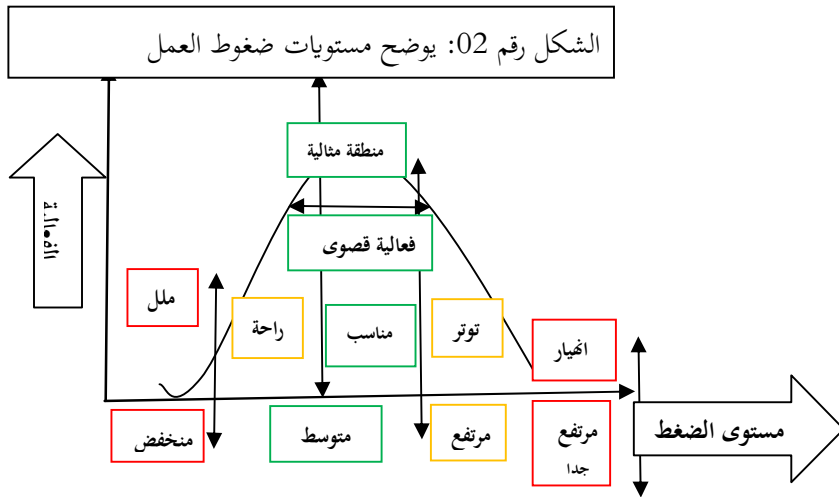 الشكل رقم 02: يوضح مستويات ضغوط العمل
منطقة مثالية
الفعالية
فعالية قصوى
ملل
راحة
مناسب
توتر
انهيار
منخفض
متوسط
مرتفع
مرتفع
جدا
مستوى الضغط